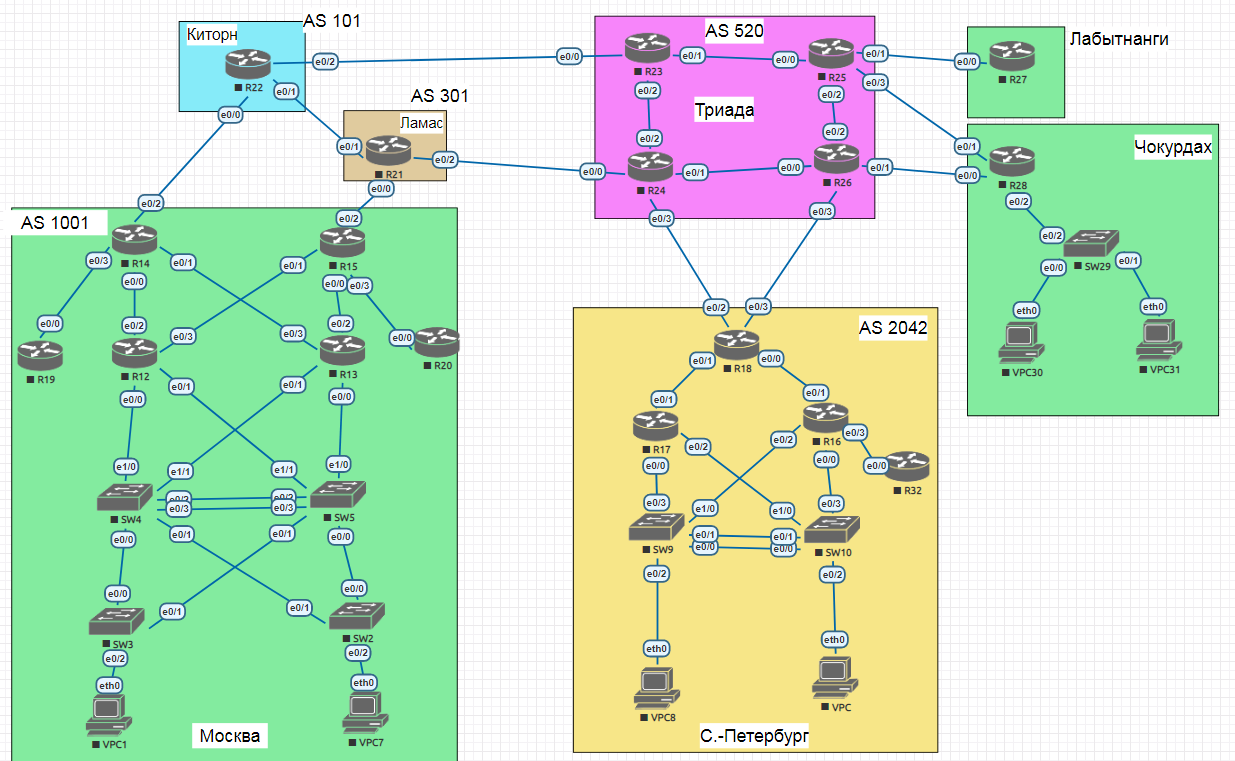 AS 101
Киторн
R22
e0/2
e0/1
e0/0
AS 301
Ламас
e0/1
R21
e0/2
e0/0
AS 520
e0/0
R23
e0/1
e0/2
Триада
e0/0
R25
e0/1
e0/3
e0/2
e0/2
e0/0
R24
e0/1
e0/3
e0/2
e0/0
R26
e0/1
e0/3
Лабытнанги
e0/0
R27
Чокурдах
e0/1
e0/0
R28
e0/2
e0/2
SW29
e0/0
e0/1
eth0
eth0
VPC30
VPC31
AS 1001
e0/2
R14
e0/3
e0/1
e0/0
e0/2
R15
e0/1
e0/0
e0/3
e0/0
R19
e0/2
e0/3
R12
e0/1
e0/0
e0/3
e0/2
R13
e0/1
e0/0
e0/0
R20
e1/0
e1/1
SW4
e0/2
e0/3
e0/0
e0/1
e1/1
e1/0
e0/2
e0/3
SW5
e0/1
e0/0
e0/0
e0/1
SW3
e0/2
e0/1
e0/0
SW2
e0/2
eth0
VPC1
eth0
VPC7
Москва
AS 2042
e0/2
e0/3
R18
e0/1
e0/0
e0/1
R17
e0/2
e0/0
e0/1
R16
e0/3
e0/2
e0/0
e0/0
R32
e0/3
e1/0
SW9
e0/1
e0/0
e0/2
e1/0
e0/3
e0/1
e0/0
SW10
e0/2
eth0
VPC8
eth0
VPC
С.-Петербург